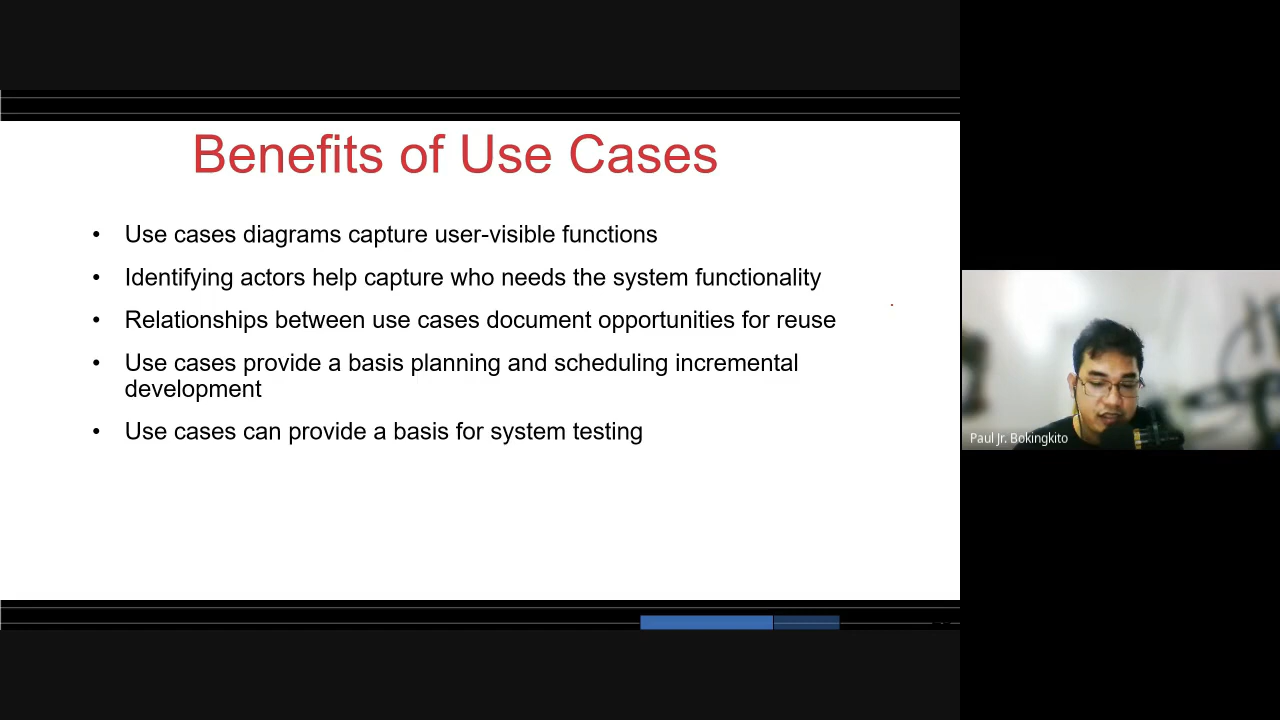 Benefits of Use Cases
• Use cases diagrams capture user-visible functions
• Identifying actors help capture who needs the system functionality
• Relationships between use cases document opportunities for reuse
• Use cases provide a basis planning and scheduling incremental
development
• Use cases can provide a basis for system testing
Paul Jr. Bokingkito